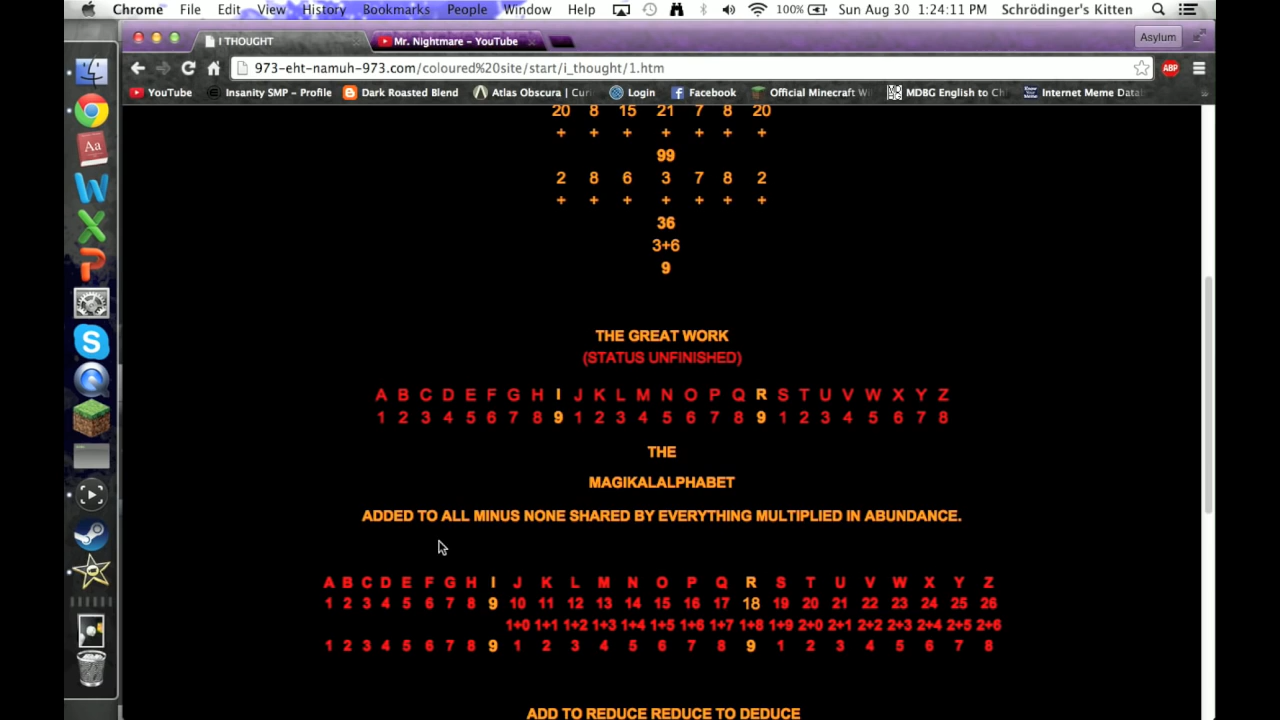 Chrome File Edit View History Bookmarks People Window Help 100% Sun Aug 30 1:24:11 PM Schrödinger's Kitten
I THOUGHT Mr. Nightmare – YouTube Asylum
973-eht-namuh-973.com/coloured%20site/start/i_thought/1.htm ABP
YouTube Insanity SMP – Profile Dark Roasted Blend Atlas Obscura | Curi Login Facebook Official Minecraft Wi MDBG English to Chi Internet Meme Datab
20 8 15 21 7 8 20
+ + + + + + +
99
2 8 6 3 7 8 2
+ + + + + + +
36
3+6
9
THE GREAT WORK
(STATUS UNFINISHED)
A B C D E F G H I J K L M N O P Q R S T U V W X Y Z
1 2 3 4 5 6 7 8 9 1 2 3 4 5 6 7 8 9 1 2 3 4 5 6 7 8
THE
MAGIKALALPHABET
ADDED TO ALL MINUS NONE SHARED BY EVERYTHING MULTIPLIED IN ABUNDANCE.
A B C D E F G H I J K L M N O P Q R S T U V W X Y Z
1 2 3 4 5 6 7 8 9 10 11 12 13 14 15 16 17 18 19 20 21 22 23 24 25 26
1+0 1+1 1+2 1+3 1+4 1+5 1+6 1+7 1+8 1+9 2+0 2+1 2+2 2+3 2+4 2+5 2+6
1 2 3 4 5 6 7 8 9 1 2 3 4 5 6 7 8 9 1 2 3 4 5 6 7 8
ADD TO REDUCE REDUCE TO DEDUCE